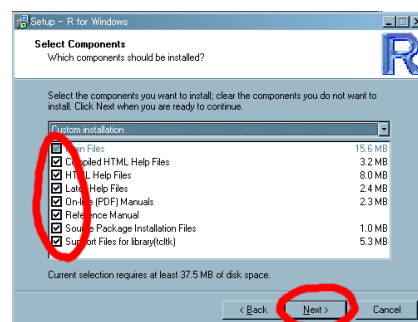 Setup - R for Windows
Select Components
Which components should be installed?
R
Select the components you want to install; clear the components you do not want to
install. Click Next when you are ready to continue.
Custom installation
Main Files 15.6 MB
Compiled HTML Help Files 3.2 MB
HTML Help Files 8.0 MB
Latex Help Files 2.4 MB
On-line (PDF) Manuals 2.3 MB
Reference Manual
Source Package Installation Files 1.0 MB
Support Files for library(tcltk) 5.3 MB
Current selection requires at least 37.5 MB of disk space.
< Back Next > Cancel